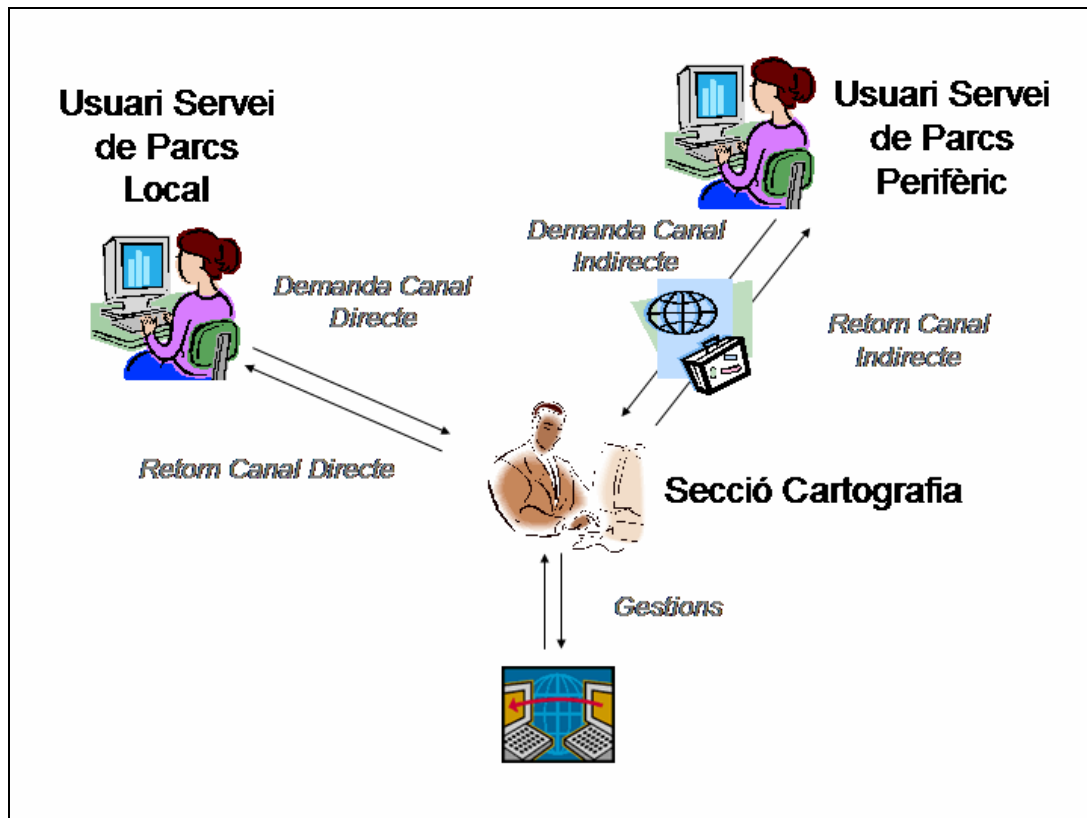 Usuari Servei
de Parcs
Local
Usuari Servei
de Parcs
Perifèric
Demanda Canal
Indirecte
Demanda Canal
Directe
Retorn Canal
Indirecte
Retorn Canal Directe
Secció Cartografia
Gestions